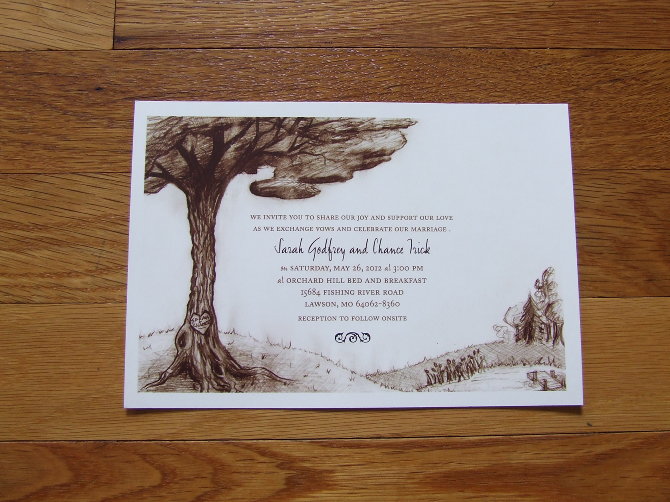 WE INVITE YOU TO SHARE OUR JOY AND SUPPORT OUR LOVE
AS WE EXCHANGE VOWS AND CELEBRATE OUR MARRIAGE.
Sarah Godfrey and Chance Trick
on SATURDAY, MAY 26, 2012 at 3:00 PM
at ORCHARD HILL BED AND BREAKFAST
15684 FISHING RIVER ROAD
LAWSON, MO 64062-8360
RECEPTION TO FOLLOW ONSITE